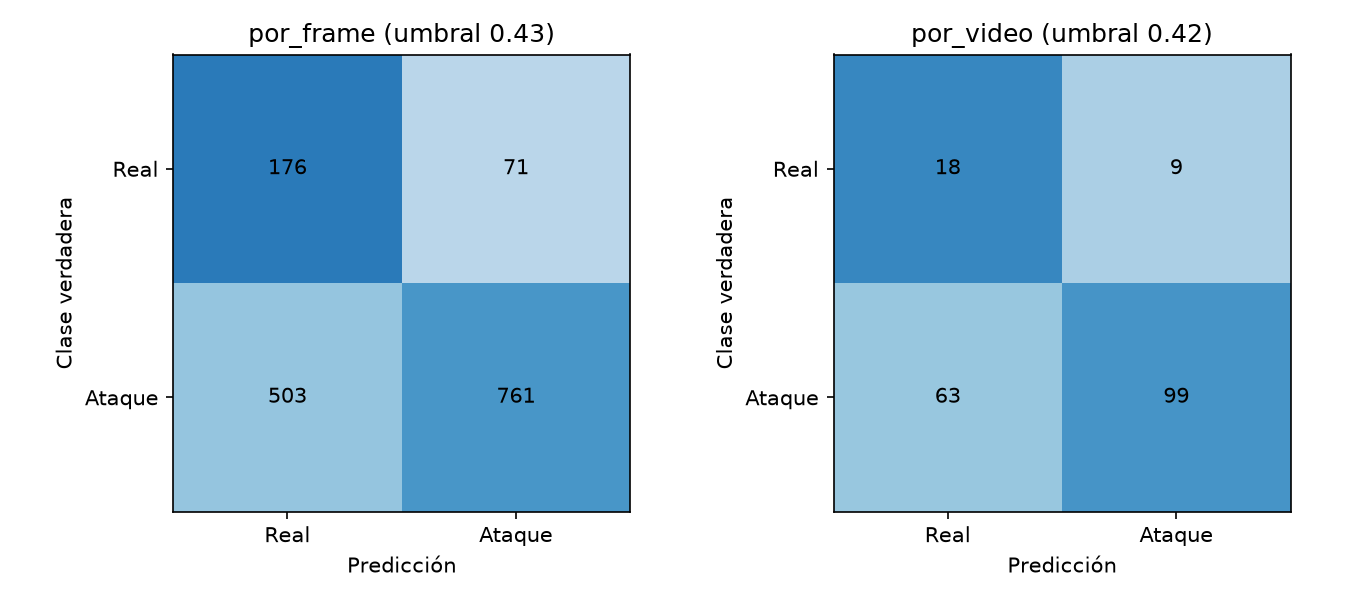 por_frame (umbral 0.43)
Clase verdadera
Real
176
71
Ataque
503
761
Real
Ataque
Predicción
por_video (umbral 0.42)
Clase verdadera
Real
18
9
Ataque
63
99
Real
Ataque
Predicción